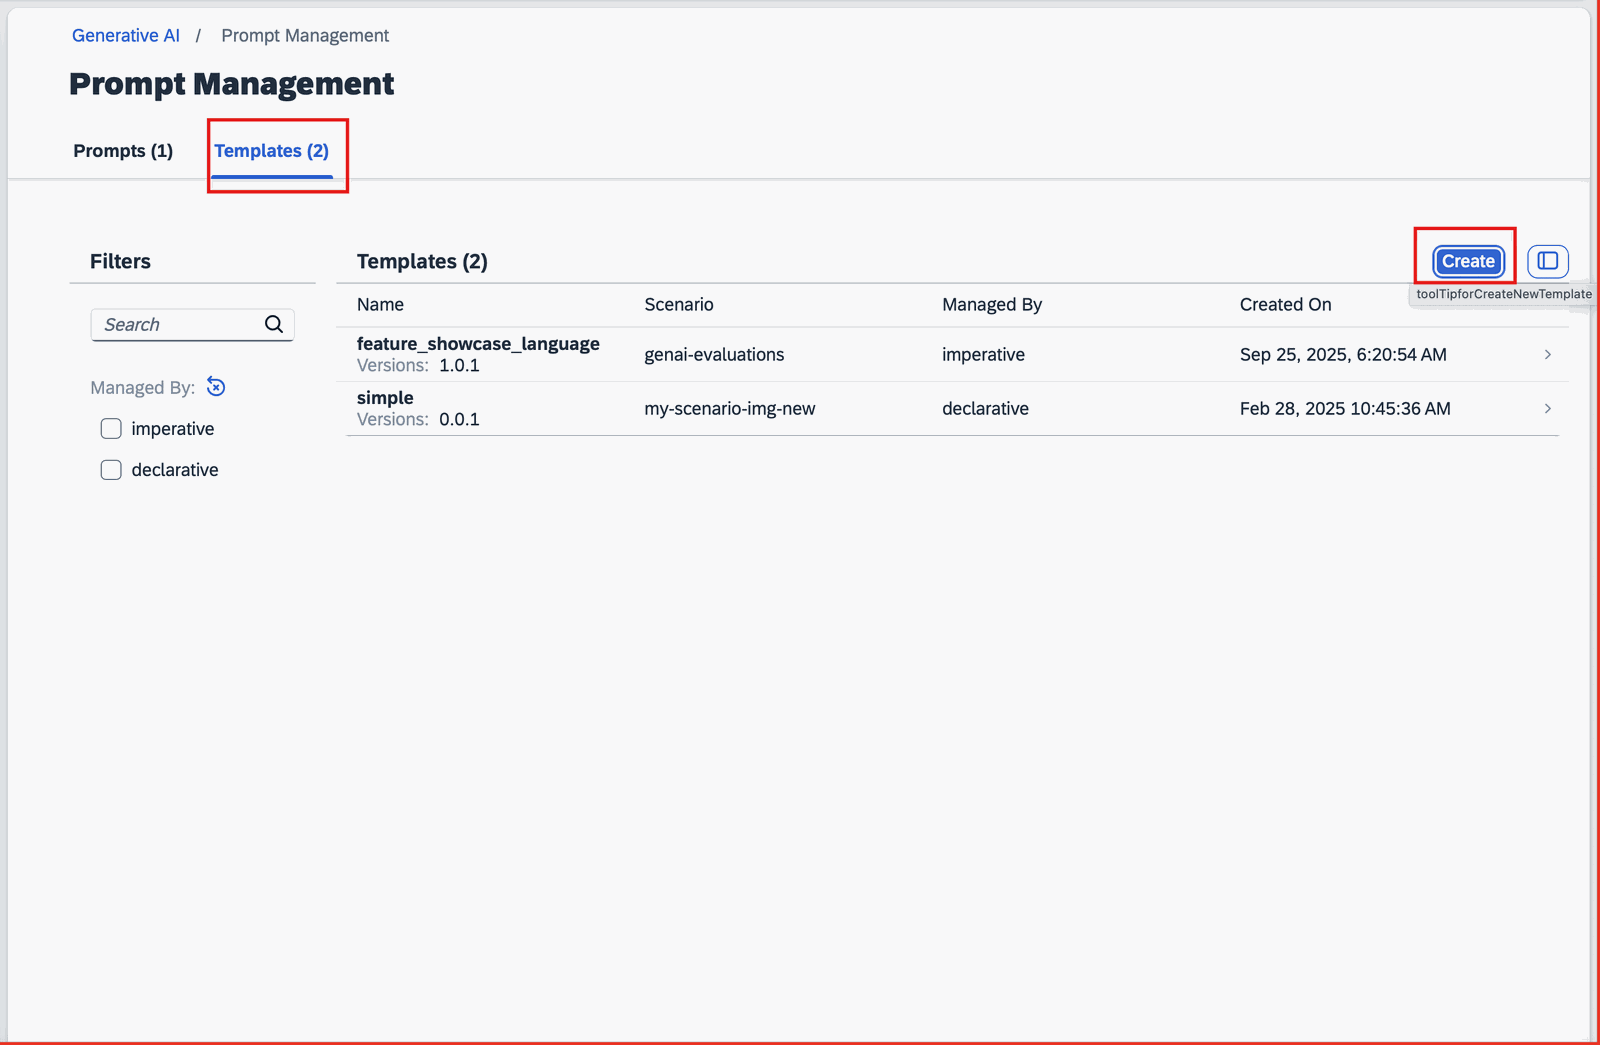 Generative AI / Prompt Management
Prompt Management
Prompts (1) Templates (2)
Filters
Search
Managed By:
imperative
declarative
Templates (2) Create
toolTipforCreateNewTemplate
Name Scenario Managed By Created On
feature_showcase_language genai-evaluations imperative Sep 25, 2025, 6:20:54 AM
Versions: 1.0.1
simple my-scenario-img-new declarative Feb 28, 2025 10:45:36 AM
Versions: 0.0.1